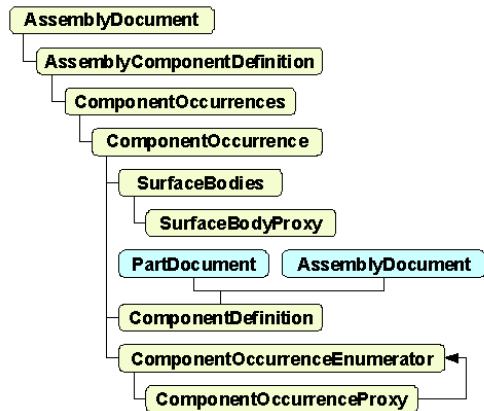 AssemblyDocument
AssemblyComponentDefinition
ComponentOccurrences
ComponentOccurrence
SurfaceBodies
SurfaceBodyProxy
PartDocument AssemblyDocument
ComponentDefinition
ComponentOccurrenceEnumerator
ComponentOccurrenceProxy